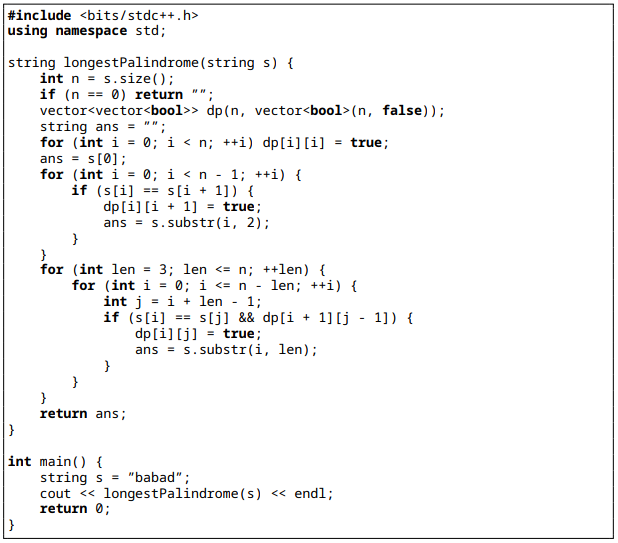 #include <bits/stdc++.h>
using namespace std;

string longestPalindrome(string s) {
    int n = s.size();
    if (n == 0) return "";
    vector<vector<bool>> dp(n, vector<bool>(n, false));
    string ans = "";
    for (int i = 0; i < n; ++i) dp[i][i] = true;
    ans = s[0];
    for (int i = 0; i < n - 1; ++i) {
        if (s[i] == s[i + 1]) {
            dp[i][i + 1] = true;
            ans = s.substr(i, 2);
        }
    }
    for (int len = 3; len <= n; ++len) {
        for (int i = 0; i <= n - len; ++i) {
            int j = i + len - 1;
            if (s[i] == s[j] && dp[i + 1][j - 1]) {
                dp[i][j] = true;
                ans = s.substr(i, len);
            }
        }
    }
    return ans;
}

int main() {
    string s = "babad";
    cout << longestPalindrome(s) << endl;
    return 0;
}